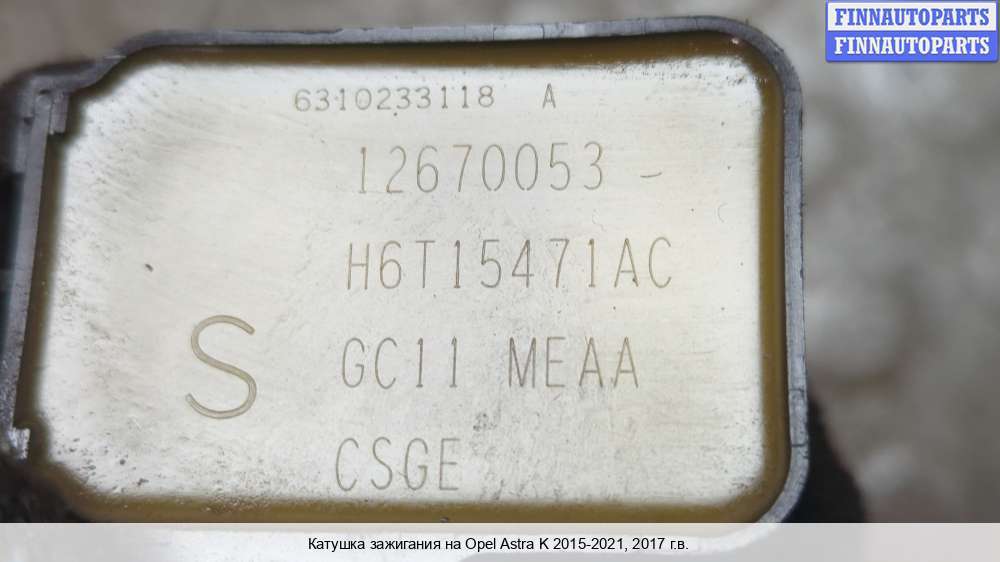 FINNAUTOPARTS
FINNAUTOPARTS
6310233118 A
12670053 -
H6T15471AC
S GC11 MEAA
CSGE
Катушка зажигания на Opel Astra K 2015-2021, 2017 г.в.